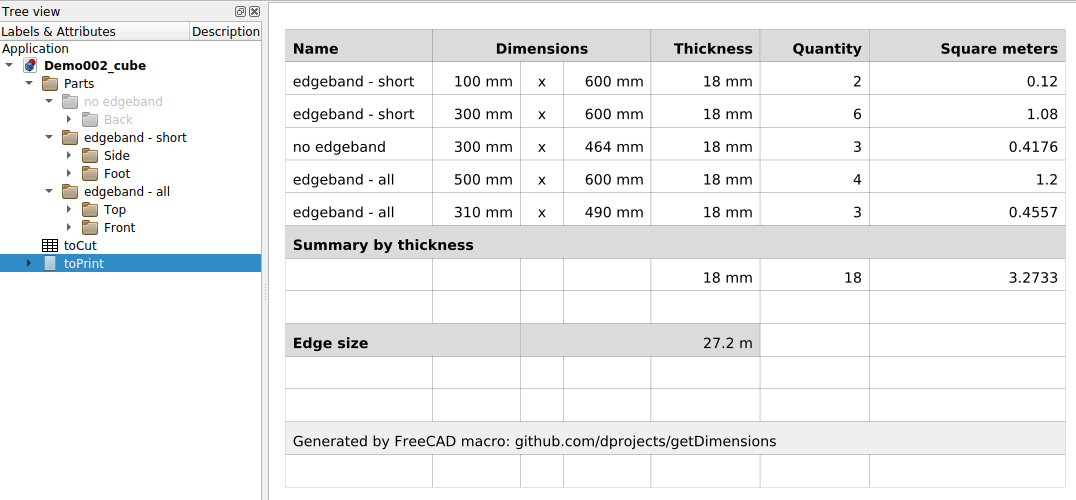 Tree view
Labels & Attributes Description
Application
Demo002_cube
Parts
no edgeband
Back
edgeband - short
Side
Foot
edgeband - all
Top
Front
toCut
toPrint
Name Dimensions Thickness Quantity Square meters
edgeband - short 100 mm x 600 mm 18 mm 2 0.12
edgeband - short 300 mm x 600 mm 18 mm 6 1.08
no edgeband 300 mm x 464 mm 18 mm 3 0.4176
edgeband - all 500 mm x 600 mm 18 mm 4 1.2
edgeband - all 310 mm x 490 mm 18 mm 3 0.4557
Summary by thickness
18 mm 18 3.2733
Edge size 27.2 m
Generated by FreeCAD macro: github.com/dprojects/getDimensions